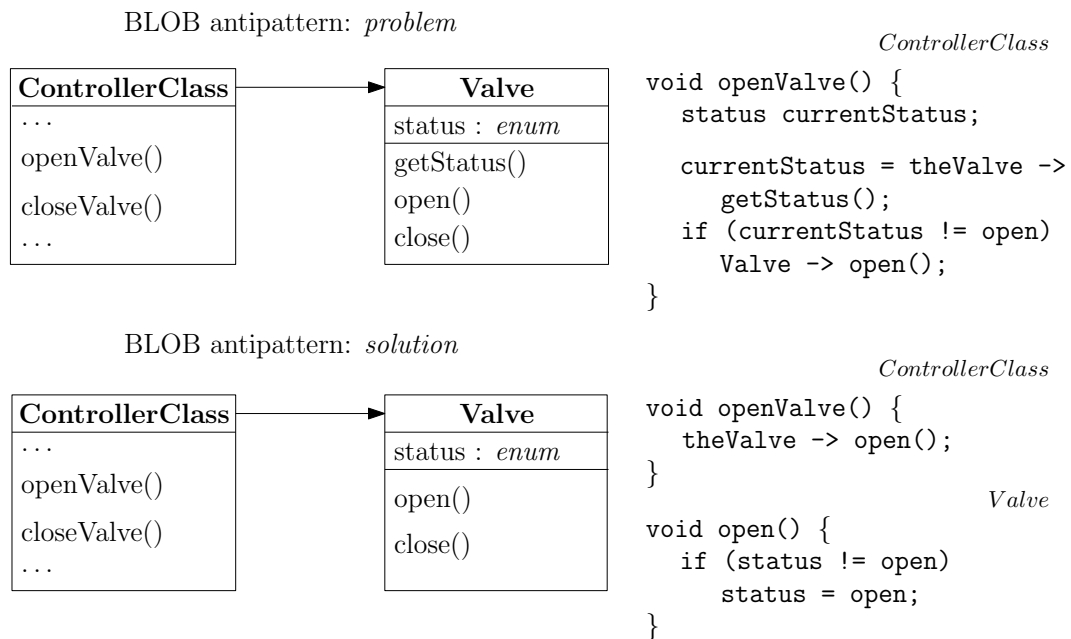 BLOB antipattern: problem
ControllerClass
. . .
openValve()
closeValve()
. . .
Valve
status : enum
getStatus()
open()
close()
ControllerClass
void openValve() {
status currentStatus;
currentStatus = theValve ->
getStatus();
if (currentStatus != open)
Valve -> open();
}
BLOB antipattern: solution
ControllerClass
. . .
openValve()
closeValve()
. . .
Valve
status : enum
open()
close()
ControllerClass
void openValve() {
theValve -> open();
}
Valve
void open() {
if (status != open)
status = open;
}